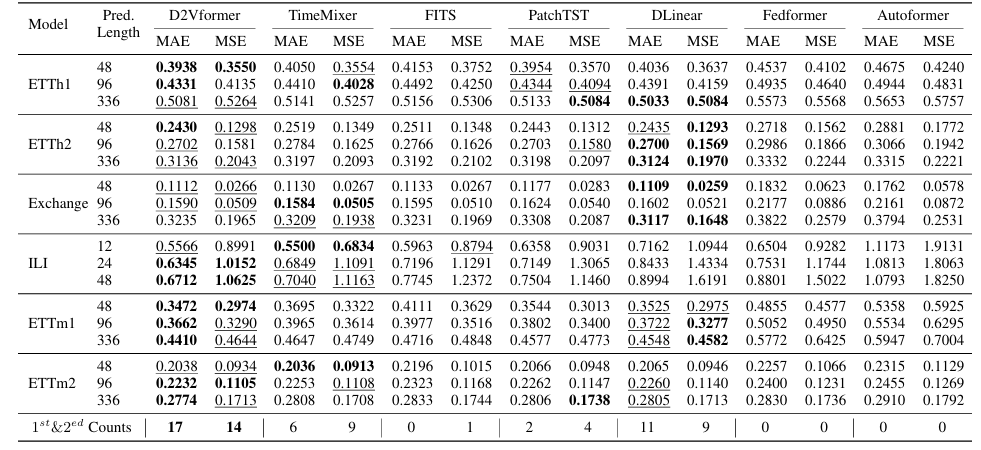 Model Pred. Length D2Vformer TimeMixer FITS PatchTST DLinear Fedformer Autoformer
MAE MSE MAE MSE MAE MSE MAE MSE MAE MSE MAE MSE MAE MSE
48 0.3938 0.3550 0.4050 0.3554 0.4153 0.3752 0.3954 0.3570 0.4036 0.3637 0.4537 0.4102 0.4675 0.4240
ETTh1 96 0.4331 0.4135 0.4410 0.4028 0.4492 0.4250 0.4344 0.4094 0.4391 0.4159 0.4935 0.4640 0.4944 0.4831
336 0.5081 0.5264 0.5141 0.5257 0.5156 0.5306 0.5133 0.5084 0.5033 0.5084 0.5573 0.5568 0.5653 0.5757
48 0.2430 0.1298 0.2519 0.1349 0.2511 0.1348 0.2443 0.1312 0.2435 0.1293 0.2718 0.1562 0.2881 0.1772
ETTh2 96 0.2702 0.1581 0.2784 0.1625 0.2766 0.1626 0.2703 0.1580 0.2700 0.1569 0.2986 0.1866 0.3066 0.1942
336 0.3136 0.2043 0.3197 0.2093 0.3192 0.2102 0.3198 0.2097 0.3124 0.1970 0.3332 0.2244 0.3315 0.2221
48 0.1112 0.0266 0.1130 0.0267 0.1133 0.0267 0.1177 0.0283 0.1109 0.0259 0.1832 0.0623 0.1762 0.0578
Exchange 96 0.1590 0.0509 0.1584 0.0505 0.1595 0.0510 0.1624 0.0540 0.1602 0.0521 0.2177 0.0886 0.2161 0.0872
336 0.3235 0.1965 0.3209 0.1938 0.3231 0.1969 0.3308 0.2087 0.3117 0.1648 0.3822 0.2579 0.3794 0.2531
12 0.5566 0.8991 0.5500 0.6834 0.5963 0.8794 0.6358 0.9031 0.7162 1.0944 0.6504 0.9282 1.1173 1.9131
ILI 24 0.6345 1.0152 0.6849 1.1091 0.7196 1.1291 0.7149 1.3065 0.8433 1.4334 0.7531 1.1744 1.0813 1.8063
48 0.6712 1.0625 0.7040 1.1163 0.7745 1.2372 0.7504 1.1460 0.8994 1.6191 0.8801 1.5022 1.0793 1.8250
48 0.3472 0.2974 0.3695 0.3322 0.4111 0.3629 0.3544 0.3013 0.3525 0.2975 0.4855 0.4577 0.5358 0.5925
ETTm1 96 0.3662 0.3290 0.3965 0.3614 0.3977 0.3516 0.3802 0.3400 0.3722 0.3277 0.5052 0.4950 0.5534 0.6295
336 0.4410 0.4644 0.4647 0.4749 0.4716 0.4848 0.4577 0.4773 0.4548 0.4582 0.5772 0.6425 0.5947 0.7004
48 0.2038 0.0934 0.2036 0.0913 0.2196 0.1015 0.2066 0.0948 0.2065 0.0946 0.2257 0.1066 0.2315 0.1129
ETTm2 96 0.2232 0.1105 0.2253 0.1108 0.2323 0.1168 0.2262 0.1147 0.2260 0.1140 0.2400 0.1231 0.2455 0.1269
336 0.2774 0.1713 0.2808 0.1708 0.2833 0.1744 0.2806 0.1738 0.2805 0.1713 0.2830 0.1736 0.2910 0.1792
1st&2ed Counts 17 14 6 9 0 1 2 4 11 9 0 0 0 0